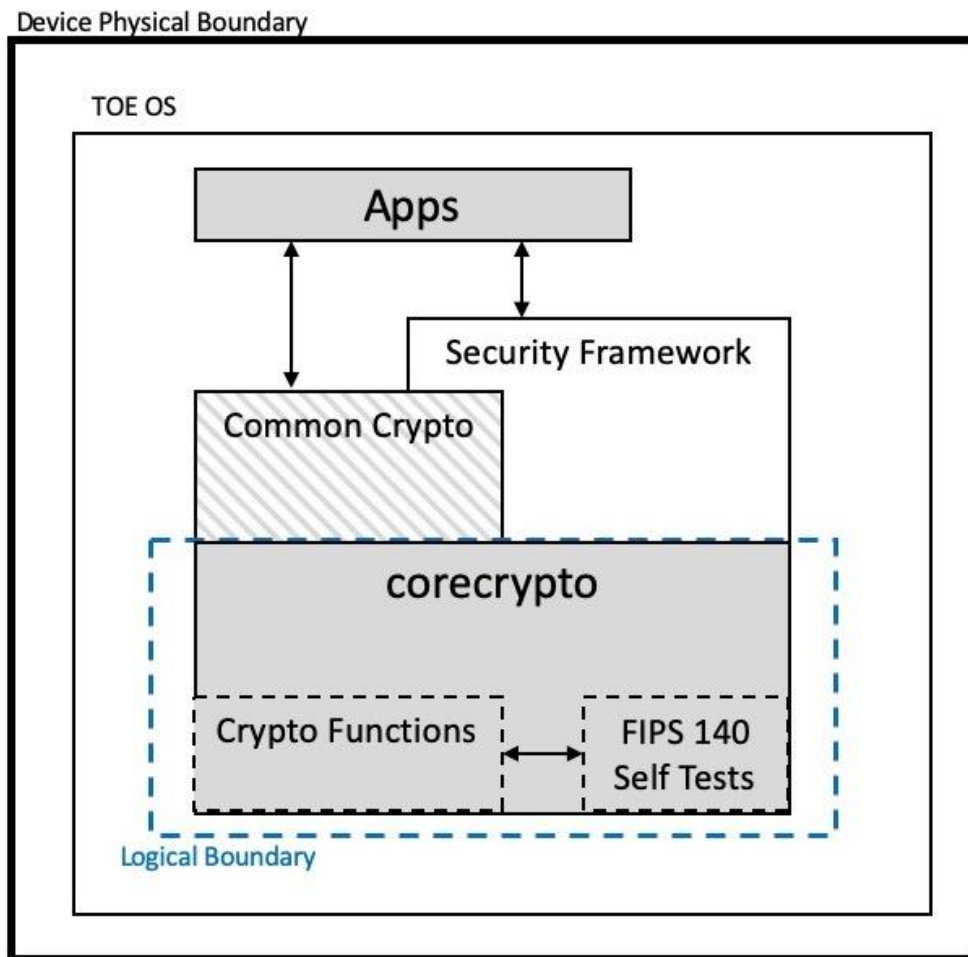 Device Physical Boundary
TOE OS
Apps
Security Framework
Common Crypto
corecrypto
Crypto Functions
FIPS 140
Self Tests
Logical Boundary